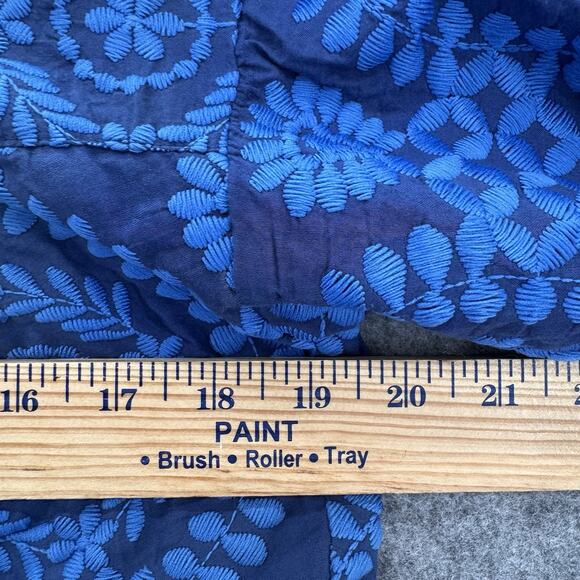 16 17 18 19 20 21
PAINT
• Brush • Roller • Tray